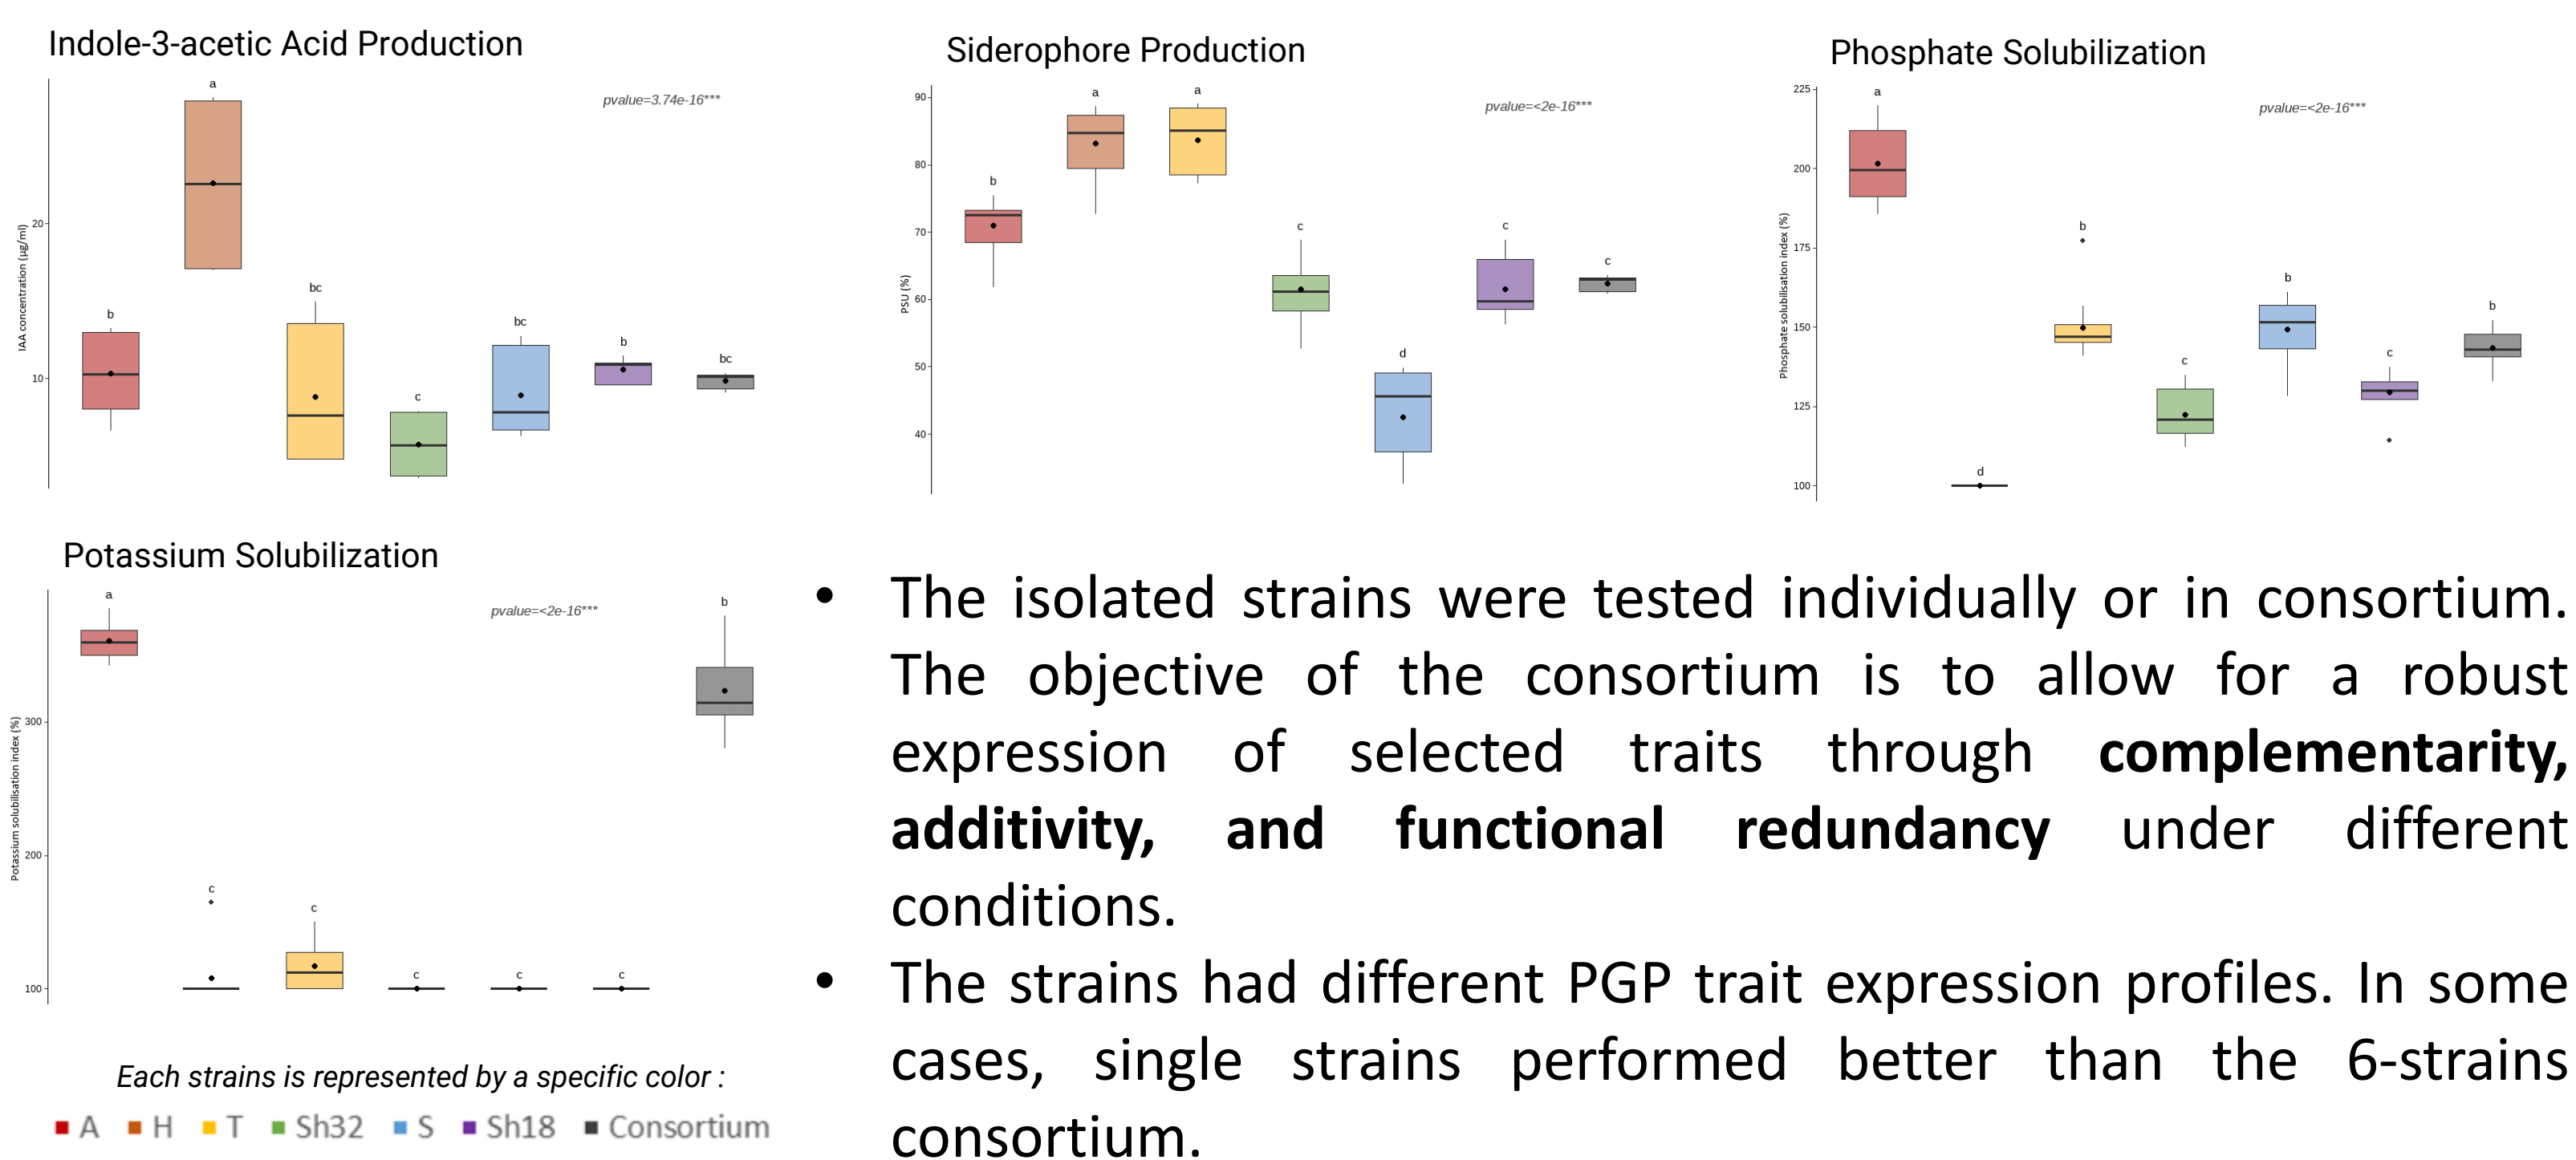 Indole-3-acetic Acid Production
a
pvalue=3.74e-16***
20
10
IAA concentration (µg/ml)
b
bc
c
bc
b
bc
Siderophore Production
90
80
70
60
50
40
PSU (%)
pvalue=<2e-16***
b
a
a
c
d
c
c
Phosphate Solubilization
225
200
175
150
125
100
Phosphate solubilisation index (%)
pvalue=<2e-16***
a
d
b
c
b
c
b
Potassium Solubilization
300
200
100
Potassium solubilisation index (%)
pvalue=<2e-16***
a
c
c
c
c
c
b
Each strains is represented by a specific color :
A H T Sh32 S Sh18 Consortium
• The isolated strains were tested individually or in consortium.
The objective of the consortium is to allow for a robust
expression of selected traits through complementarity,
additivity, and functional redundancy under different
conditions.
• The strains had different PGP trait expression profiles. In some
cases, single strains performed better than the 6-strains
consortium.